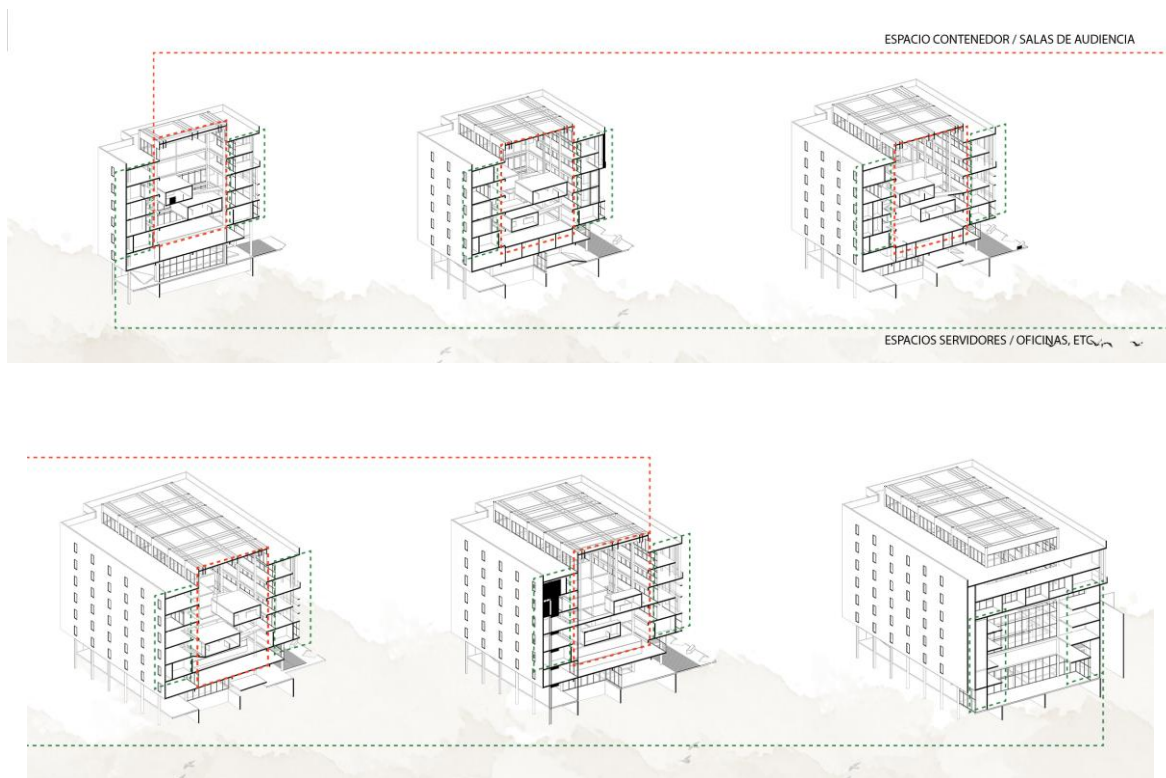 ESPACIO CONTENEDOR / SALAS DE AUDIENCIA
ESPACIOS SERVIDORES / OFICINAS, ETC.